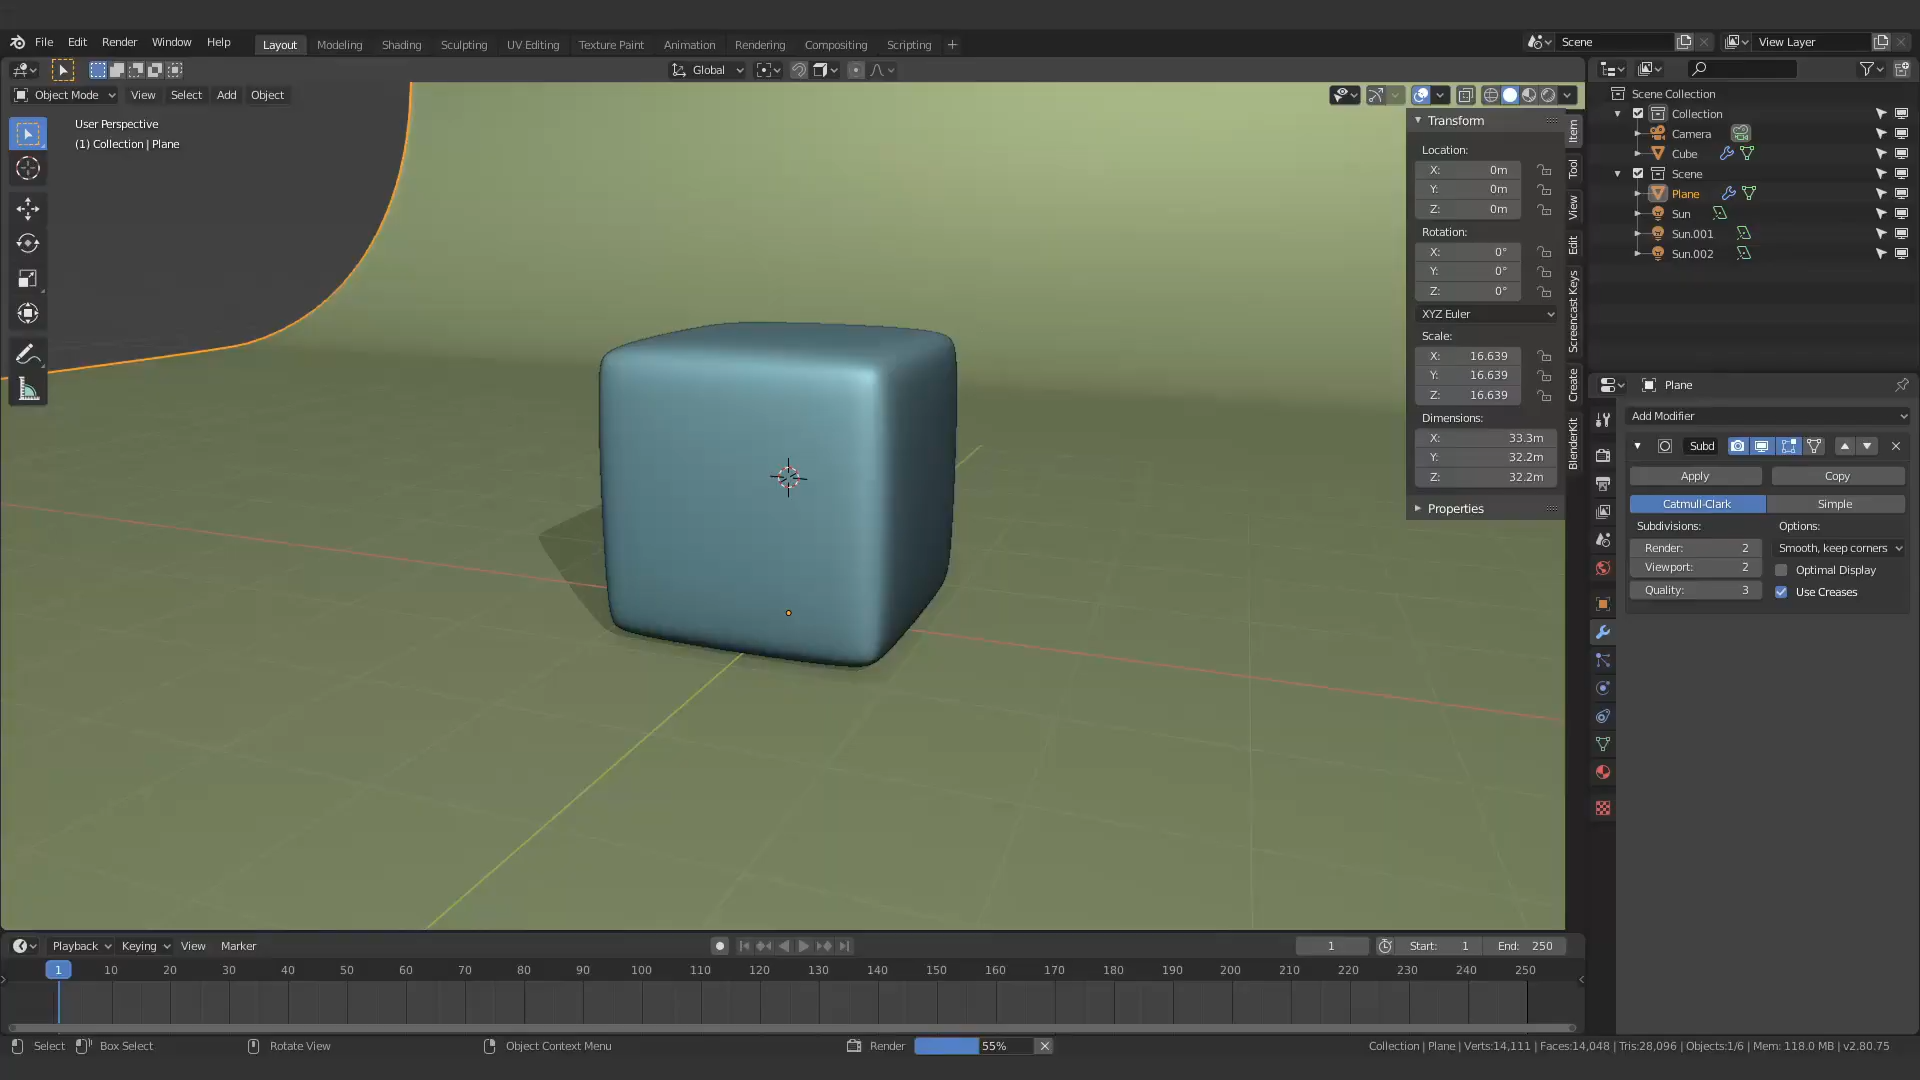 File Edit Render Window Help Layout Modeling Shading Sculpting UV Editing Texture Paint Animation Rendering Compositing Scripting + Scene View Layer
Global
Object Mode View Select Add Object
User Perspective
(1) Collection | Plane
Transform
Location:
X: 0m
Y: 0m
Z: 0m
Rotation:
X: 0°
Y: 0°
Z: 0°
XYZ Euler
Scale:
X: 16.639
Y: 16.639
Z: 16.639
Dimensions:
X: 33.3m
Y: 32.2m
Z: 32.2m
Properties
Item
Tool
View
Edit
Screencast Keys
Create
BlenderKit
Scene Collection
Collection
Camera
Cube
Scene
Plane
Sun
Sun.001
Sun.002
Plane
Add Modifier
Subd
Apply Copy
Catmull-Clark Simple
Subdivisions: Options:
Render: 2 Smooth, keep corners
Viewport: 2 Optimal Display
Quality: 3 Use Creases
Playback Keying View Marker 1 Start: 1 End: 250
1 10 20 30 40 50 60 70 80 90 100 110 120 130 140 150 160 170 180 190 200 210 220 230 240 250
Select Box Select Rotate View Object Context Menu Render 55% Collection | Plane | Verts:14,111 | Faces:14,048 | Tris:28,096 | Objects:1/6 | Mem: 118.0 MB | v2.80.75